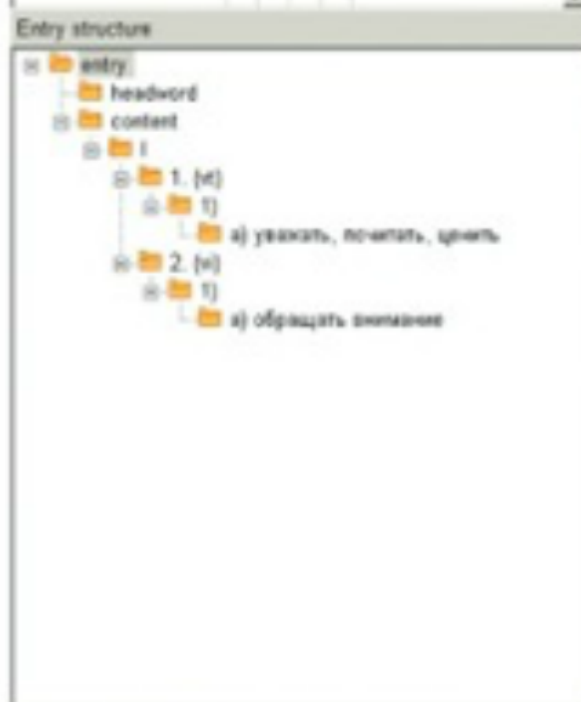 Entry structure
entry
headword
content
I
1. (vt)
1)
a) уважать, почитать, ценить
2. (vi)
1)
a) обращать внимание